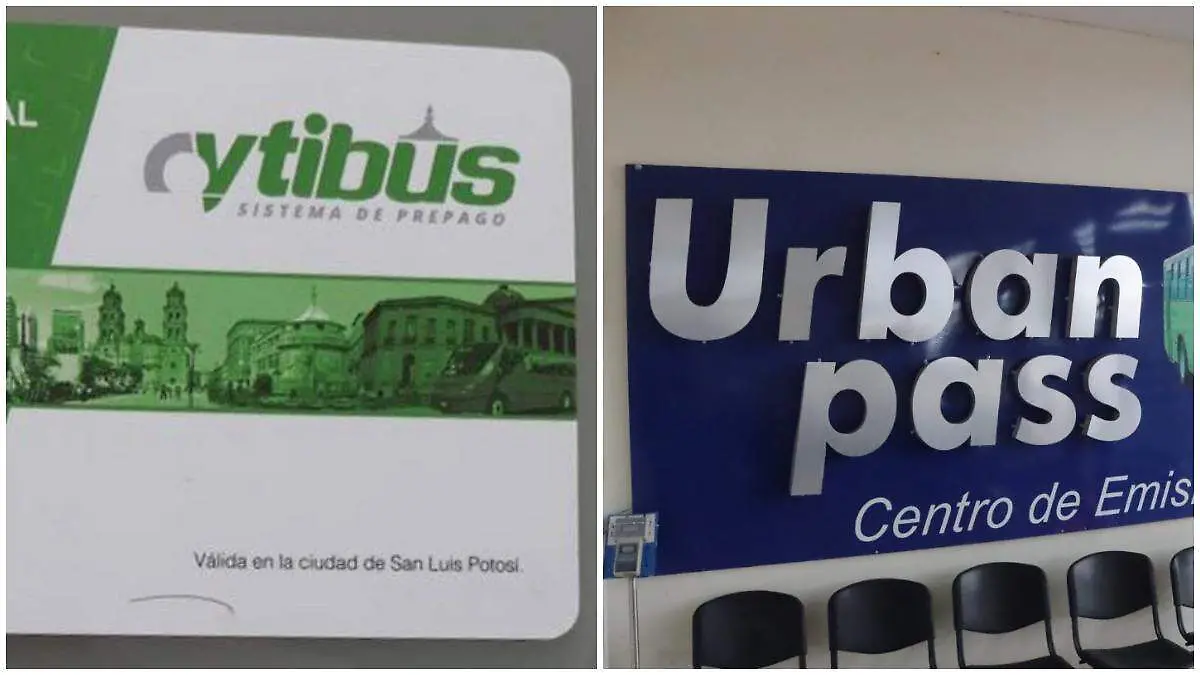 AL
Cytibus
SISTEMA DE PREPAGO
Válida en la ciudad de San Luis Potosí.
Urban
pass
Centro de Emis